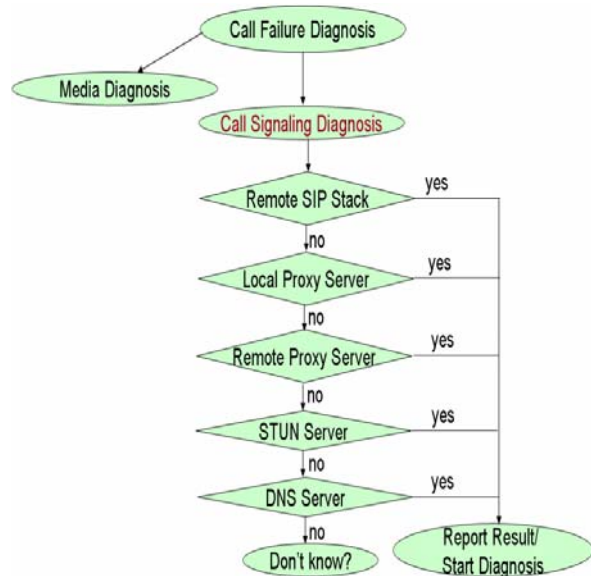 Call Failure Diagnosis
Media Diagnosis
Call Signaling Diagnosis
Remote SIP Stack
yes
no
Local Proxy Server
yes
no
Remote Proxy Server
yes
no
STUN Server
yes
no
DNS Server
yes
no
Don't know?
Report Result/
Start Diagnosis